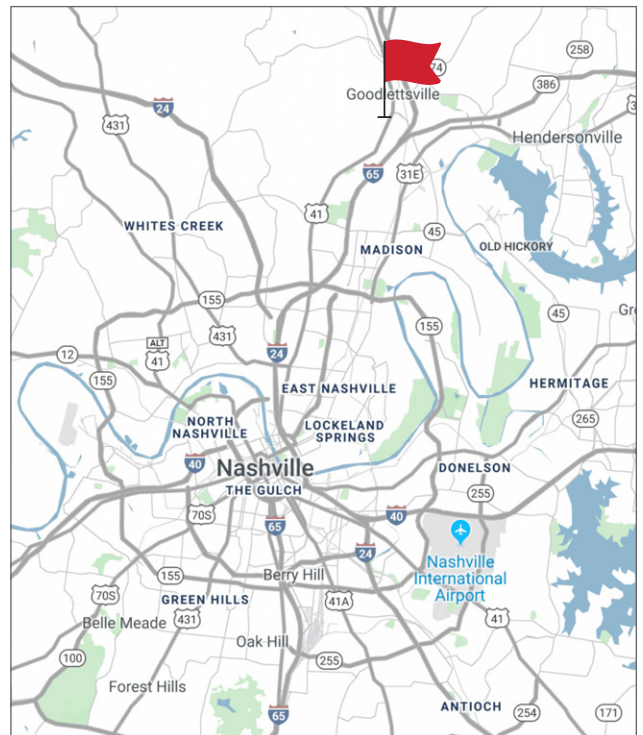 258
74
Goodlettsville
386
24
431
Hendersonville
65
31E
41
WHITES CREEK
45
MADISON
OLD HICKORY
155
45
155
431
ALT
41
12
24
155
EAST NASHVILLE
HERMITAGE
265
NORTH
NASHVILLE
LOCKELAND
SPRINGS
40
Nashville
DONELSON
THE GULCH
255
70S
40
65
24
Nashville
International
Airport
155
Berry Hill
70S
GREEN HILLS
41A
431
41
Belle Meade
Oak Hill
255
100
Forest Hills
ANTIOCH
65
254
171